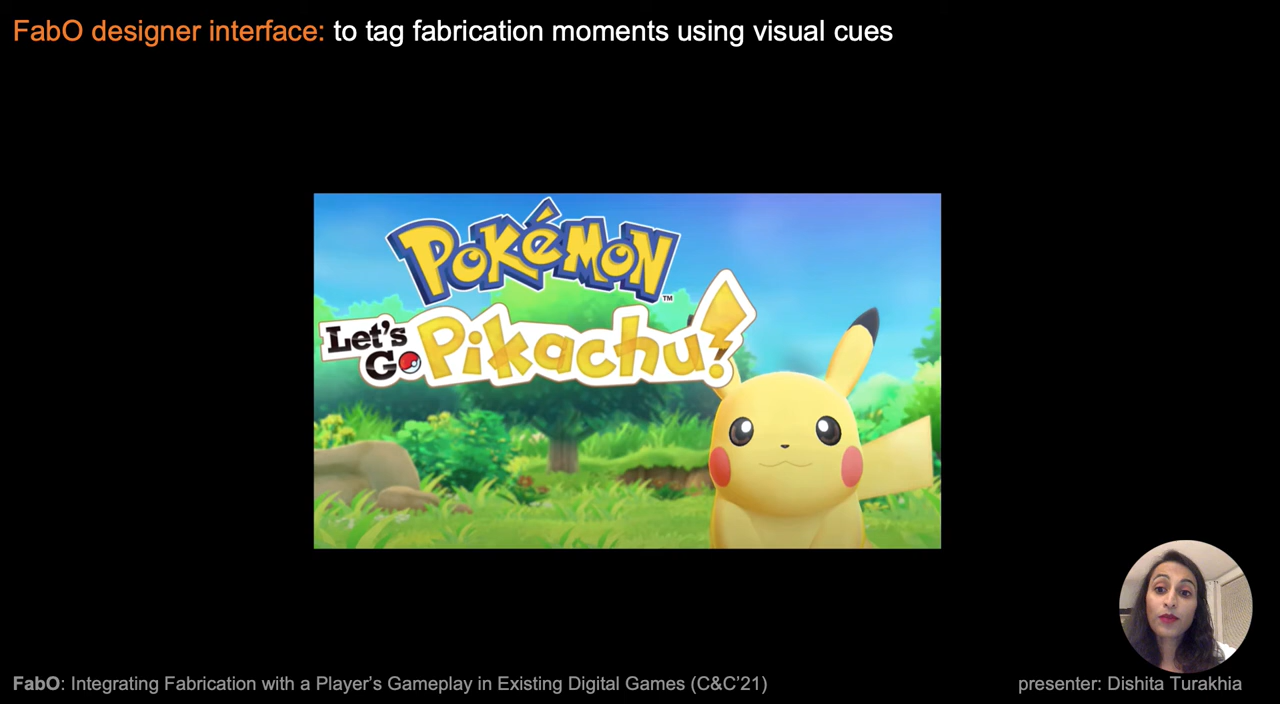 FabO designer interface: to tag fabrication moments using visual cues
POKéMON
TM
Let's
Go
Pikachu!
FabO: Integrating Fabrication with a Player's Gameplay in Existing Digital Games (C&C'21)
presenter: Dishita Turakhia